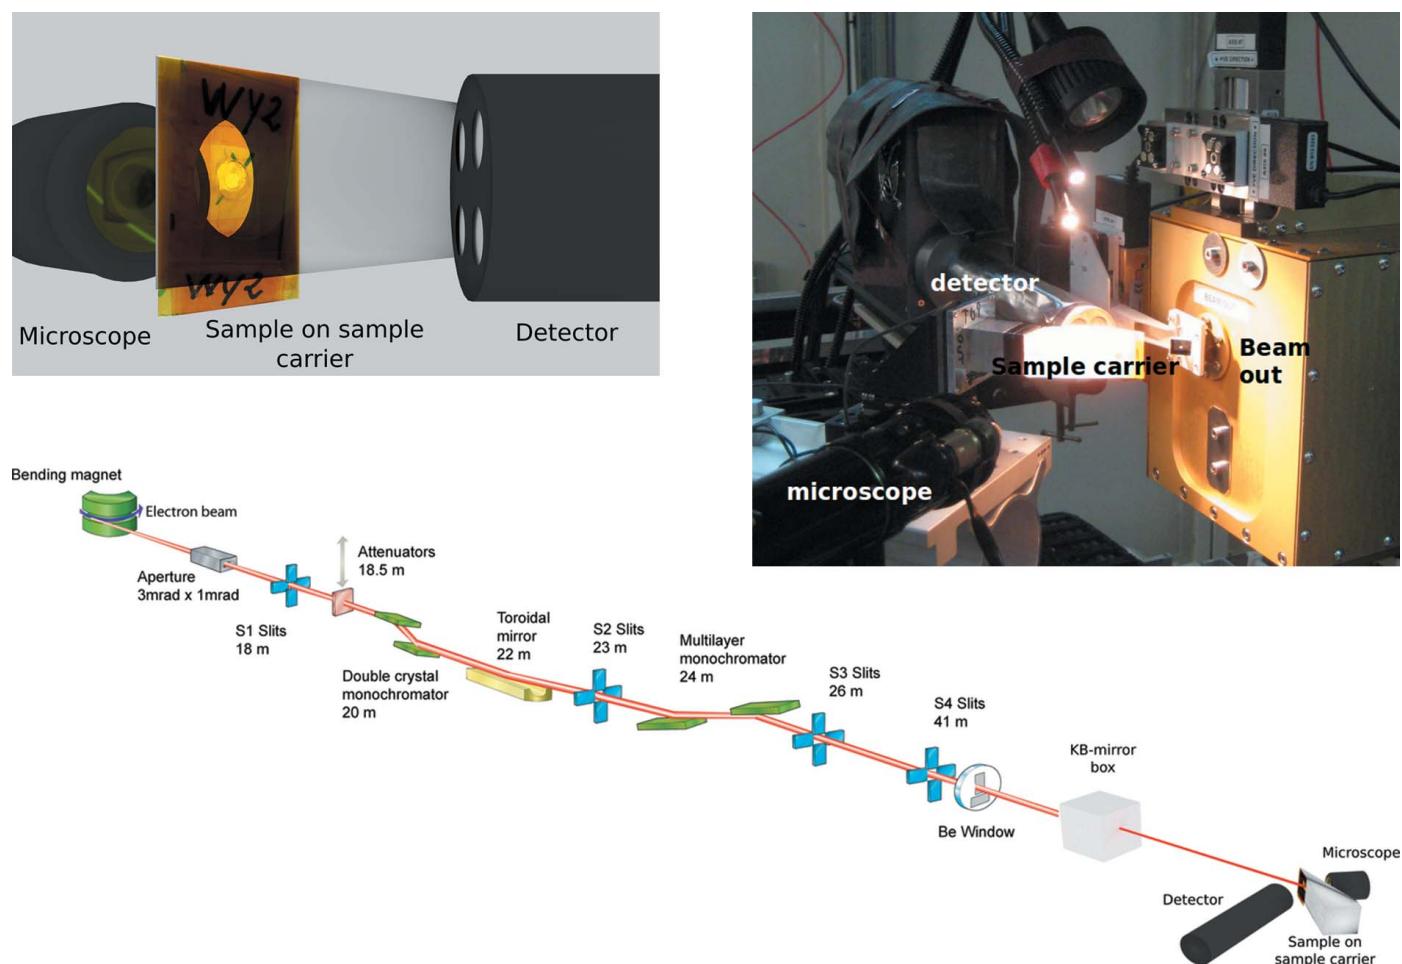 WY2
WY2
Microscope
Sample on sample
carrier
Detector
BEAM OUT
detector
Sample carrier
Beam
out
microscope
Bending magnet
Electron beam
Aperture
3mrad x 1mrad
S1 Slits
18 m
Attenuators
18.5 m
Double crystal
monochromator
20 m
Toroidal
mirror
22 m
S2 Slits
23 m
Multilayer
monochromator
24 m
S3 Slits
26 m
S4 Slits
41 m
Be Window
KB-mirror
box
Microscope
Detector
Sample on
sample carrier